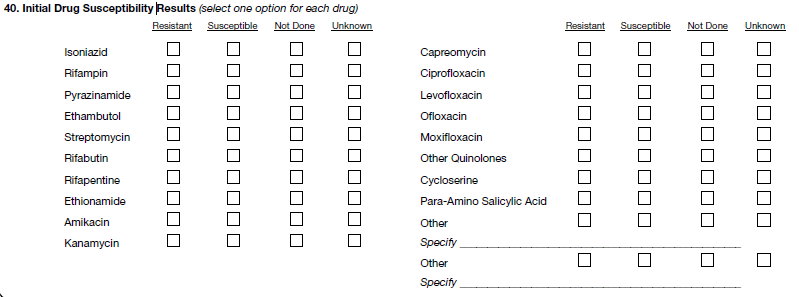 40. Initial Drug Susceptibility Results (select one option for each drug)
Resistant Susceptible Not Done Unknown
Isoniazid
Rifampin
Pyrazinamide
Ethambutol
Streptomycin
Rifabutin
Rifapentine
Ethionamide
Amikacin
Kanamycin
Resistant Susceptible Not Done Unknown
Capreomycin
Ciprofloxacin
Levofloxacin
Ofloxacin
Moxifloxacin
Other Quinolones
Cycloserine
Para-Amino Salicylic Acid
Other
Specify
Other
Specify